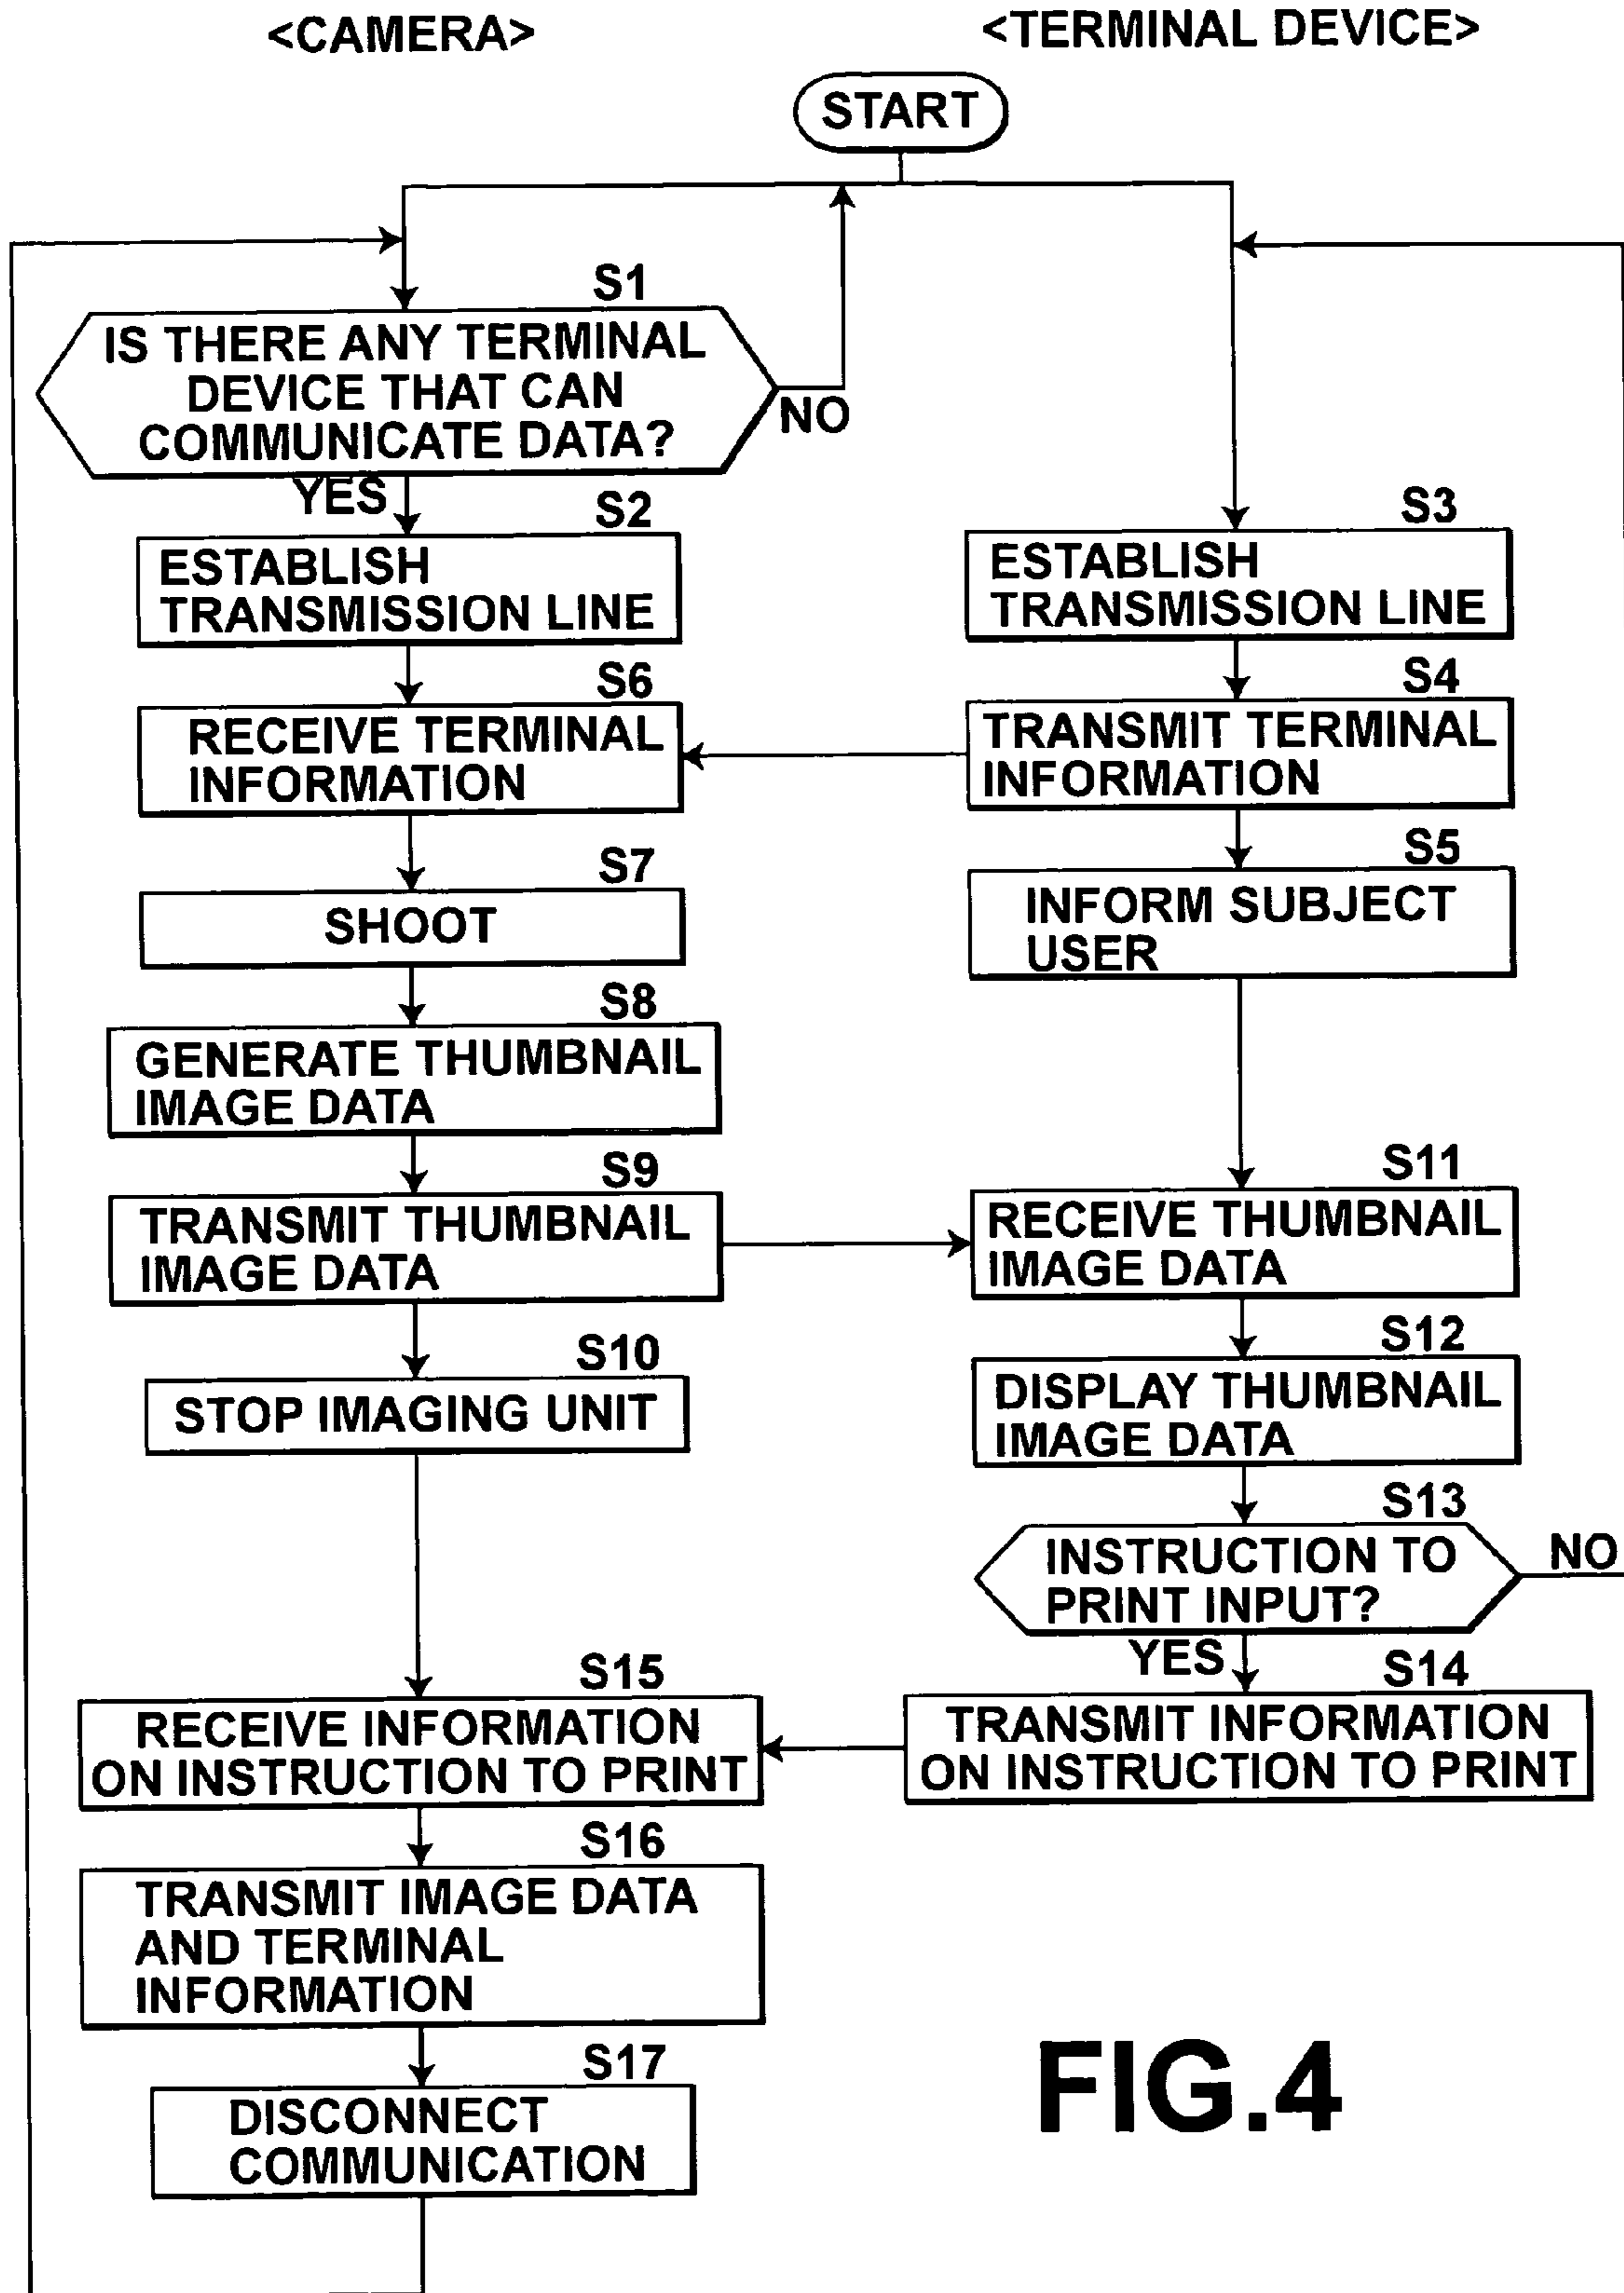 <CAMERA>
<TERMINAL DEVICE>
START
S1
IS THERE ANY TERMINAL
DEVICE THAT CAN
COMMUNICATE DATA?
NO
YES
S2
ESTABLISH
TRANSMISSION LINE
S3
ESTABLISH
TRANSMISSION LINE
S6
RECEIVE TERMINAL
INFORMATION
S4
TRANSMIT TERMINAL
INFORMATION
S7
SHOOT
S5
INFORM SUBJECT
USER
S8
GENERATE THUMBNAIL
IMAGE DATA
S9
TRANSMIT THUMBNAIL
IMAGE DATA
S11
RECEIVE THUMBNAIL
IMAGE DATA
S10
STOP IMAGING UNIT
S12
DISPLAY THUMBNAIL
IMAGE DATA
S13
INSTRUCTION TO
PRINT INPUT?
NO
YES
S15
RECEIVE INFORMATION
ON INSTRUCTION TO PRINT
S14
TRANSMIT INFORMATION
ON INSTRUCTION TO PRINT
S16
TRANSMIT IMAGE DATA
AND TERMINAL
INFORMATION
S17
DISCONNECT
COMMUNICATION
FIG.4